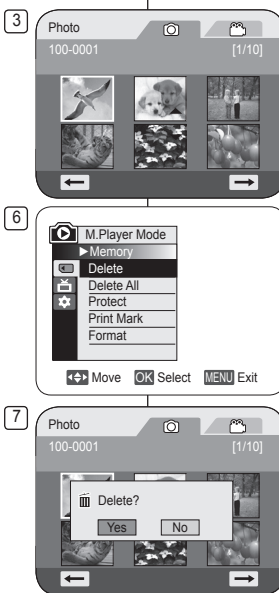 3
Photo
100-0001 [1/10]
6
M.Player Mode
►Memory
Delete
Delete All
Protect
Print Mark
Format
Move OK Select MENU Exit
7
Photo
100-0001 [1/10]
Delete?
Yes No